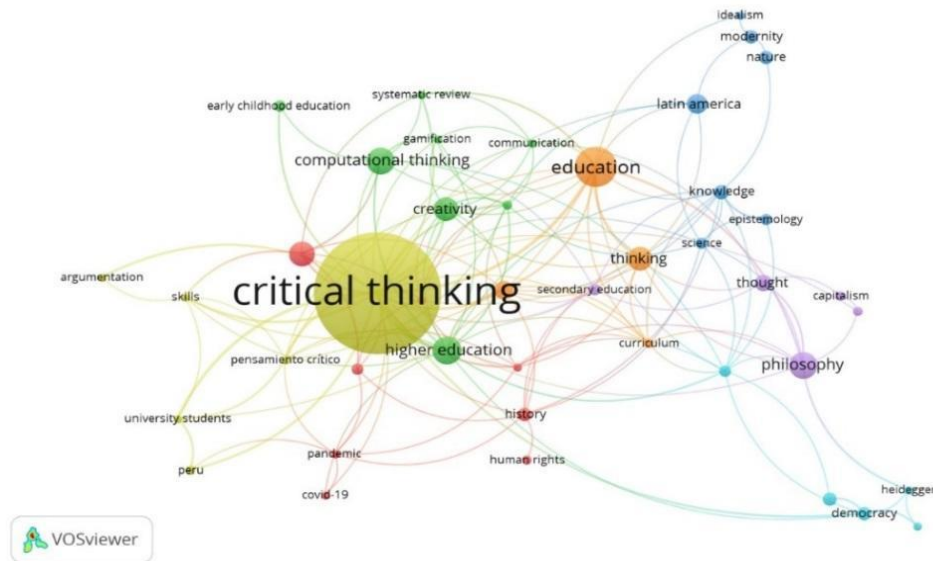 idealism
modernity
nature
systematic review
early childhood education
latin america
gamification
communication
computational thinking
education
knowledge
creativity
epistemology
science
thinking
argumentation
thought
critical thinking
secondary education
skills
capitalism
curriculum
higher education
pensamiento crítico
philosophy
history
university students
pandemic
human rights
peru
heidegger
covid-19
democracy
VOSviewer